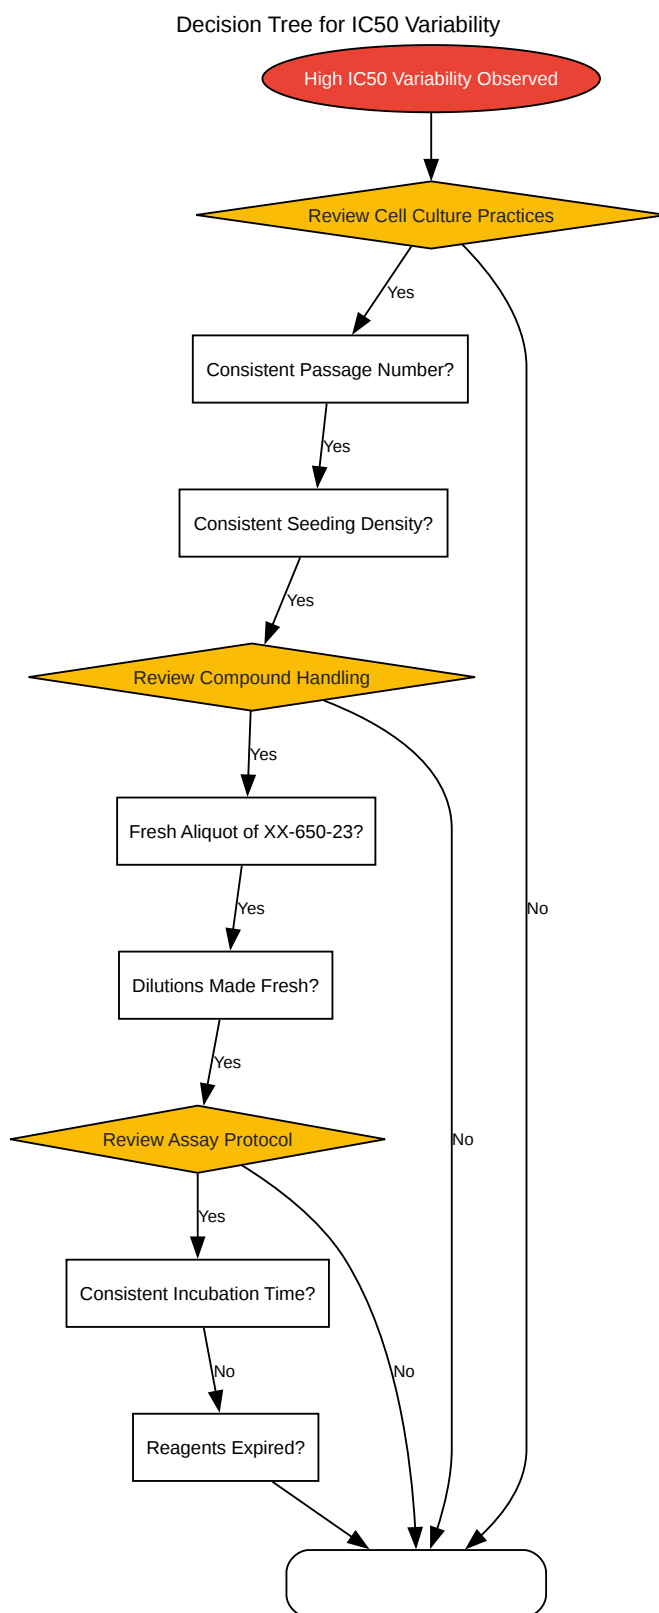 Decision Tree for IC50 Variability
High IC50 Variability Observed
Review Cell Culture Practices
Yes
Consistent Passage Number?
Yes
Consistent Seeding Density?
Yes
Review Compound Handling
Yes
Fresh Aliquot of XX-650-23?
Yes
No
Dilutions Made Fresh?
Yes
Review Assay Protocol
No
Yes
Consistent Incubation Time?
No
No
Reagents Expired?